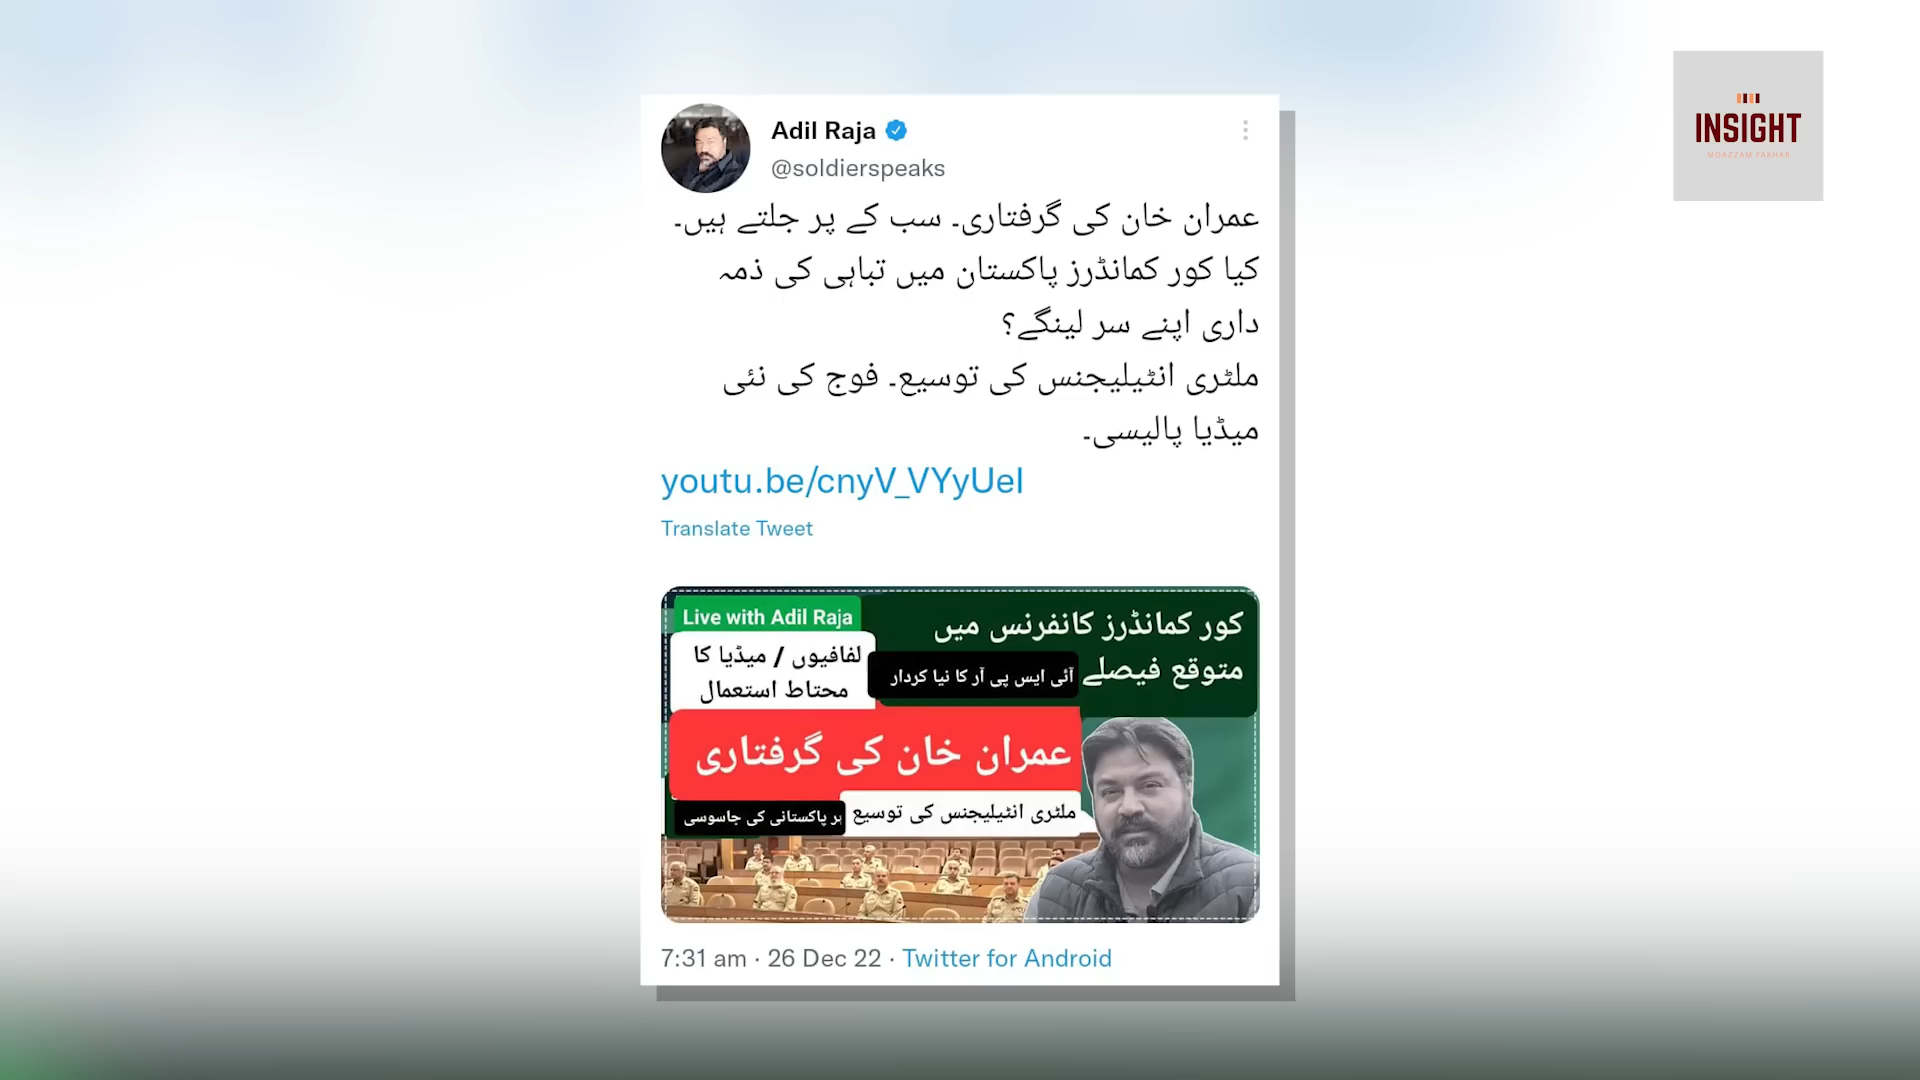 INSIGHT
MOAZZAM FAKHAR
Adil Raja
@soldierspeaks
عمران خان کی گرفتاری۔ سب کے پر جلتے ہیں۔
کیا کور کمانڈرز پاکستان میں تباہی کی ذمہ
داری اپنے سر لینگے؟
ملٹری انٹیلیجنس کی توسیع۔ فوج کی نئی
میڈیا پالیسی۔
youtu.be/cnyV_VYyUeI
Translate Tweet
Live with Adil Raja
کور کمانڈرز کانفرنس میں
متوقع فیصلے
آئی ایس پی آر کا نیا کردار
لفافیوں / میڈیا کا
محتاط استعمال
عمران خان کی گرفتاری
ملٹری انٹیلیجنس کی توسیع
ہر پاکستانی کی جاسوسی
7:31 am · 26 Dec 22 · Twitter for Android